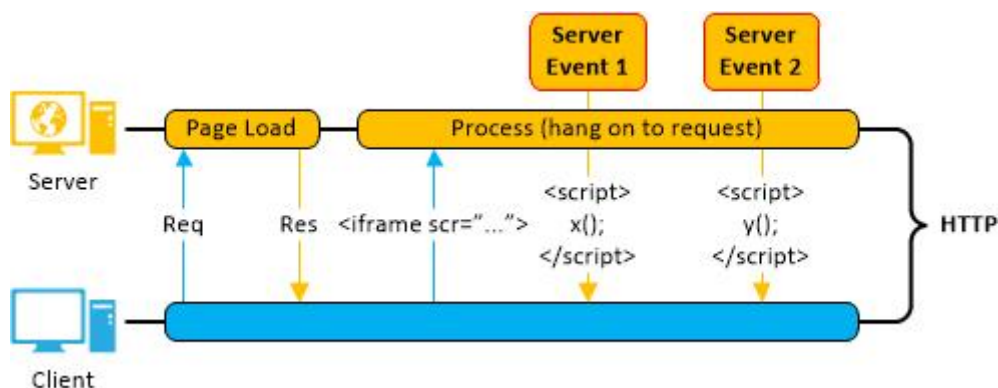 Server
Event 1
Server
Event 2
Page Load
Process (hang on to request)
Server
Req
Res
<iframe scr="...">
<script>
x();
</script>
<script>
y();
</script>
HTTP
Client